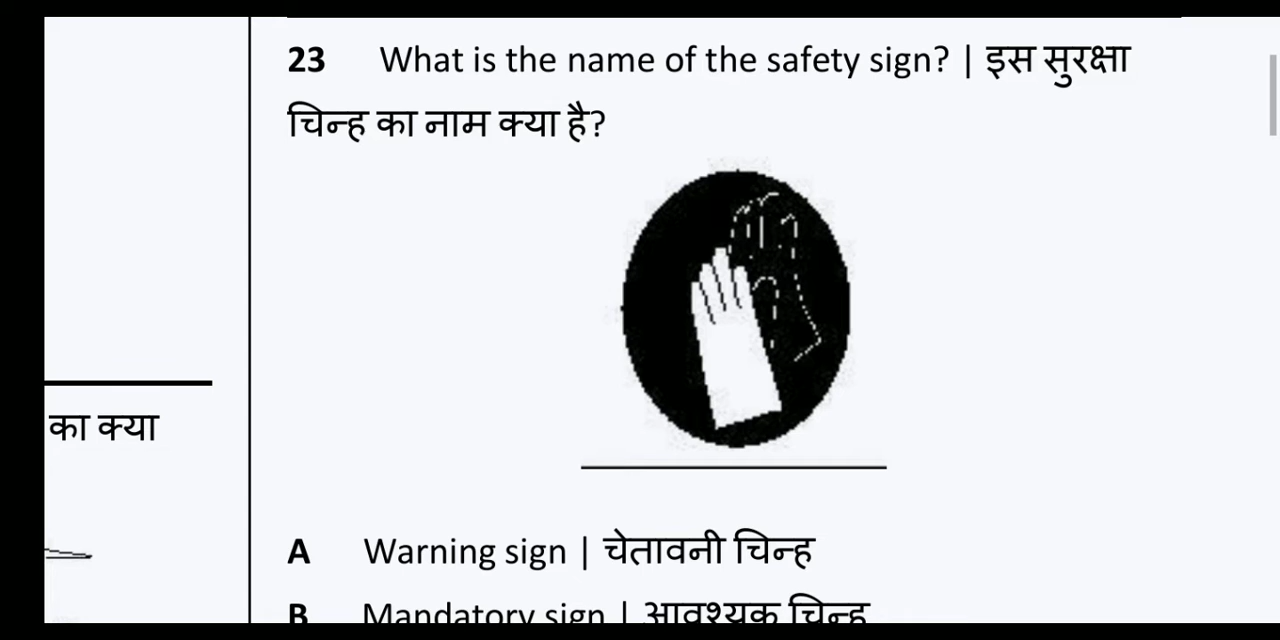 23 What is the name of the safety sign? | इस सुरक्षा
चिन्ह का नाम क्या है?
का क्या
A Warning sign | चेतावनी चिन्ह
B Mandatory sign | आवश्यक चिन्ह